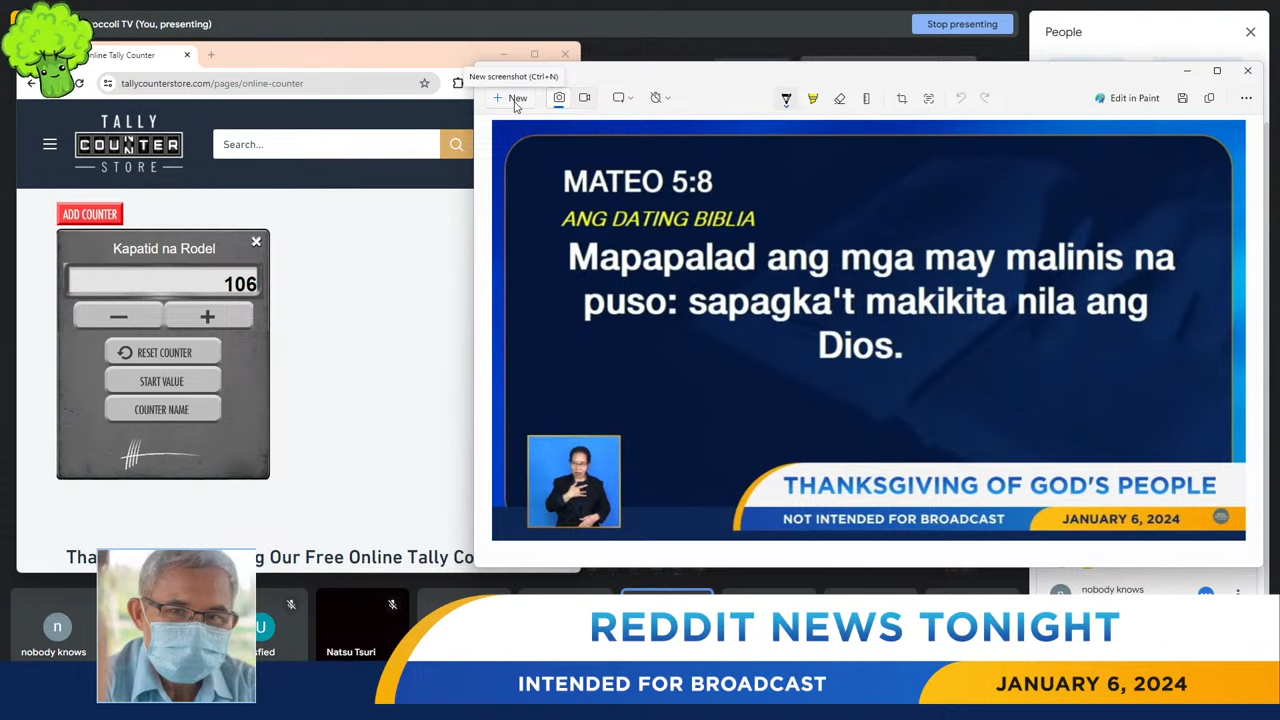 occoli TV (You, presenting)
Stop presenting
People
nline Tally Counter
tallycounterstore.com/pages/online-counter
New screenshot (Ctrl+N)
New
Edit in Paint
TALLY
COUNTER
STORE
Search...
ADD COUNTER
Kapatid na Rodel
106
RESET COUNTER
START VALUE
COUNTER NAME
MATEO 5:8
ANG DATING BIBLIA
Mapapalad ang mga may malinis na
puso: sapagka't makikita nila ang
Dios.
THANKSGIVING OF GOD'S PEOPLE
NOT INTENDED FOR BROADCAST
JANUARY 6, 2024
Tha
g Our Free Online Tally Co
nobody knows
n
nobody knows
U
sfied
Natsu Tsuri
REDDIT NEWS TONIGHT
INTENDED FOR BROADCAST
JANUARY 6, 2024